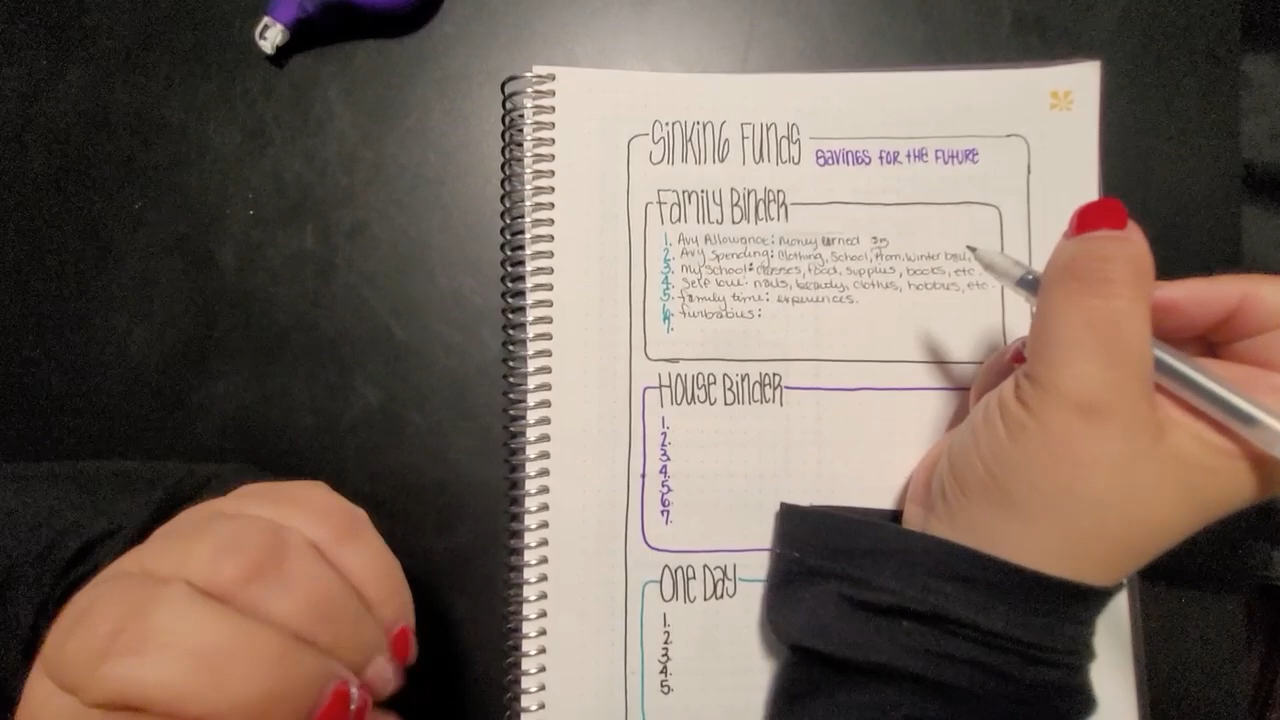 Sinking Funds
Savings for the Future
Family Binder
1. Avy Allowance: money earned
2. Avy Spending: Clothing, School, Prom, Winter ball,
3. my School: classes, food, supplies, books, etc.
4. Self love: nails, beauty, clothes, hobbies, etc.
5. family time: experiences.
6. furbabies:
7.
House Binder
1.
2.
3.
4.
5.
6.
7.
One Day
1.
2.
3.
4.
5.